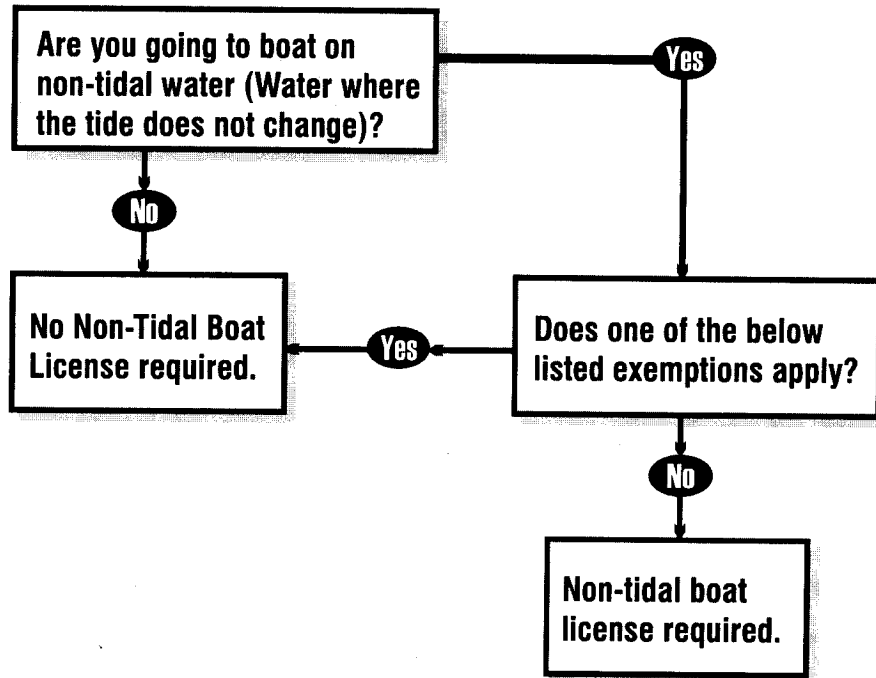 Are you going to boat on
non-tidal water (Water where
the tide does not change)?
Yes
No
No Non-Tidal Boat
License required.
Yes
Does one of the below
listed exemptions apply?
No
Non-tidal boat
license required.